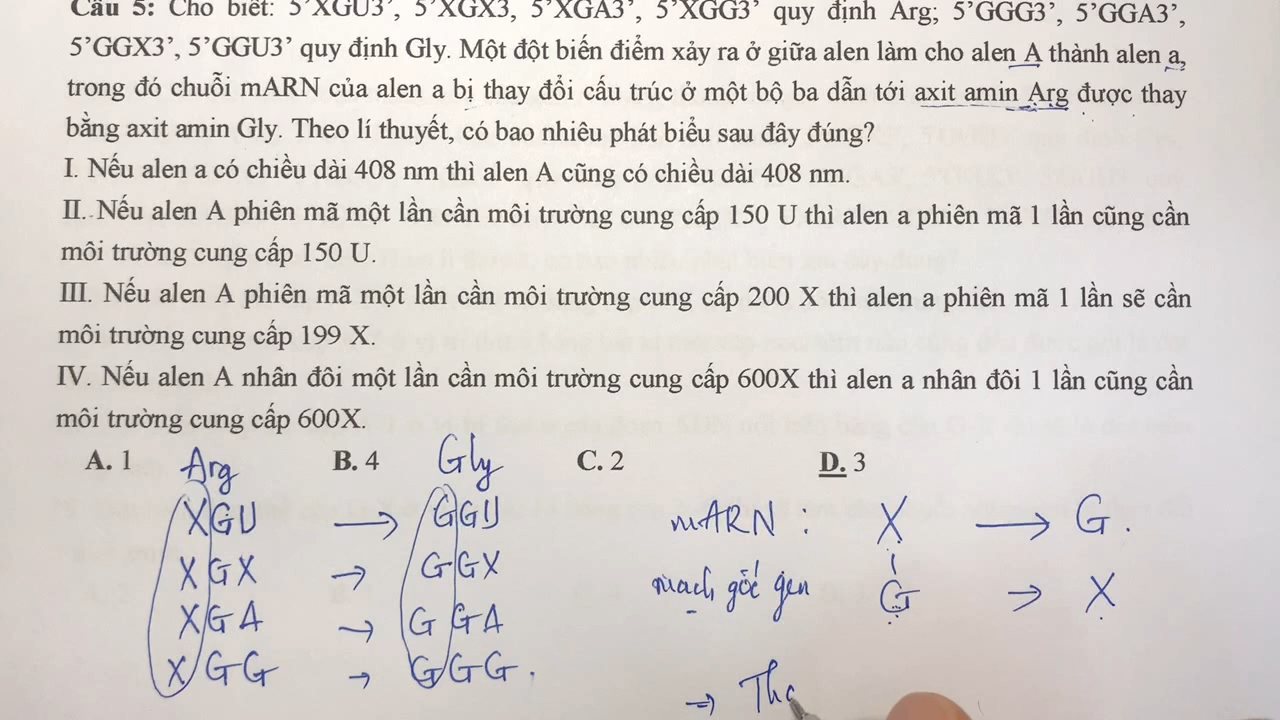 Câu 5: Cho biết: 5’XGU3’, 5’XGX3, 5’XGA3’, 5’XGG3’ quy định Arg; 5’GGG3’, 5’GGA3’,
5’GGX3’, 5’GGU3’ quy định Gly. Một đột biến điểm xảy ra ở giữa alen làm cho alen A thành alen a,
trong đó chuỗi mARN của alen a bị thay đổi cấu trúc ở một bộ ba dẫn tới axit amin Arg được thay
bằng axit amin Gly. Theo lí thuyết, có bao nhiêu phát biểu sau đây đúng?
I. Nếu alen a có chiều dài 408 nm thì alen A cũng có chiều dài 408 nm.
II. Nếu alen A phiên mã một lần cần môi trường cung cấp 150 U thì alen a phiên mã 1 lần cũng cần
môi trường cung cấp 150 U.
III. Nếu alen A phiên mã một lần cần môi trường cung cấp 200 X thì alen a phiên mã 1 lần sẽ cần
môi trường cung cấp 199 X.
IV. Nếu alen A nhân đôi một lần cần môi trường cung cấp 600X thì alen a nhân đôi 1 lần cũng cần
môi trường cung cấp 600X.
A. 1 B. 4 C. 2 D. 3
Arg Gly
XGU → GGU mARN : X → G.
XGX → GGX mạch gốc gen G → X
XGA → GGA
XGG → GGG.
⇒ Tha